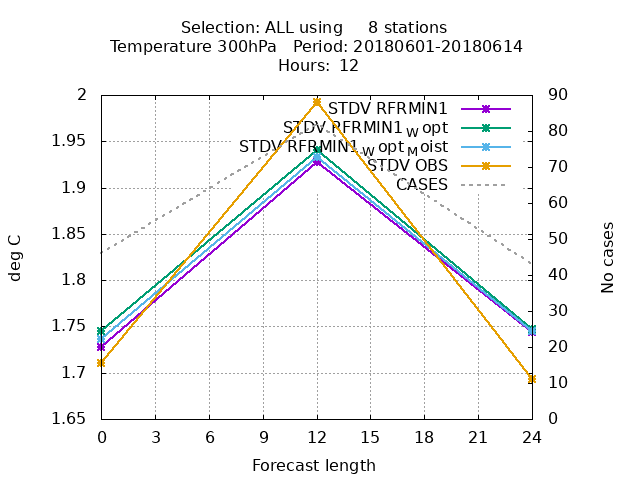 Selection: ALL using     8 stations
Temperature 300hPa   Period: 20180601-20180614
Hours:  12
2
1.95
1.9
1.85
1.8
1.75
1.7
1.65
deg C
STDV RFRMIN1
STDV RFRMIN1_W opt
STDV RFRMIN1_W opt_M oist
STDV OBS
CASES
90
80
70
60
50
40
30
20
10
0
No cases
0 3 6 9 12 15 18 21 24
Forecast length